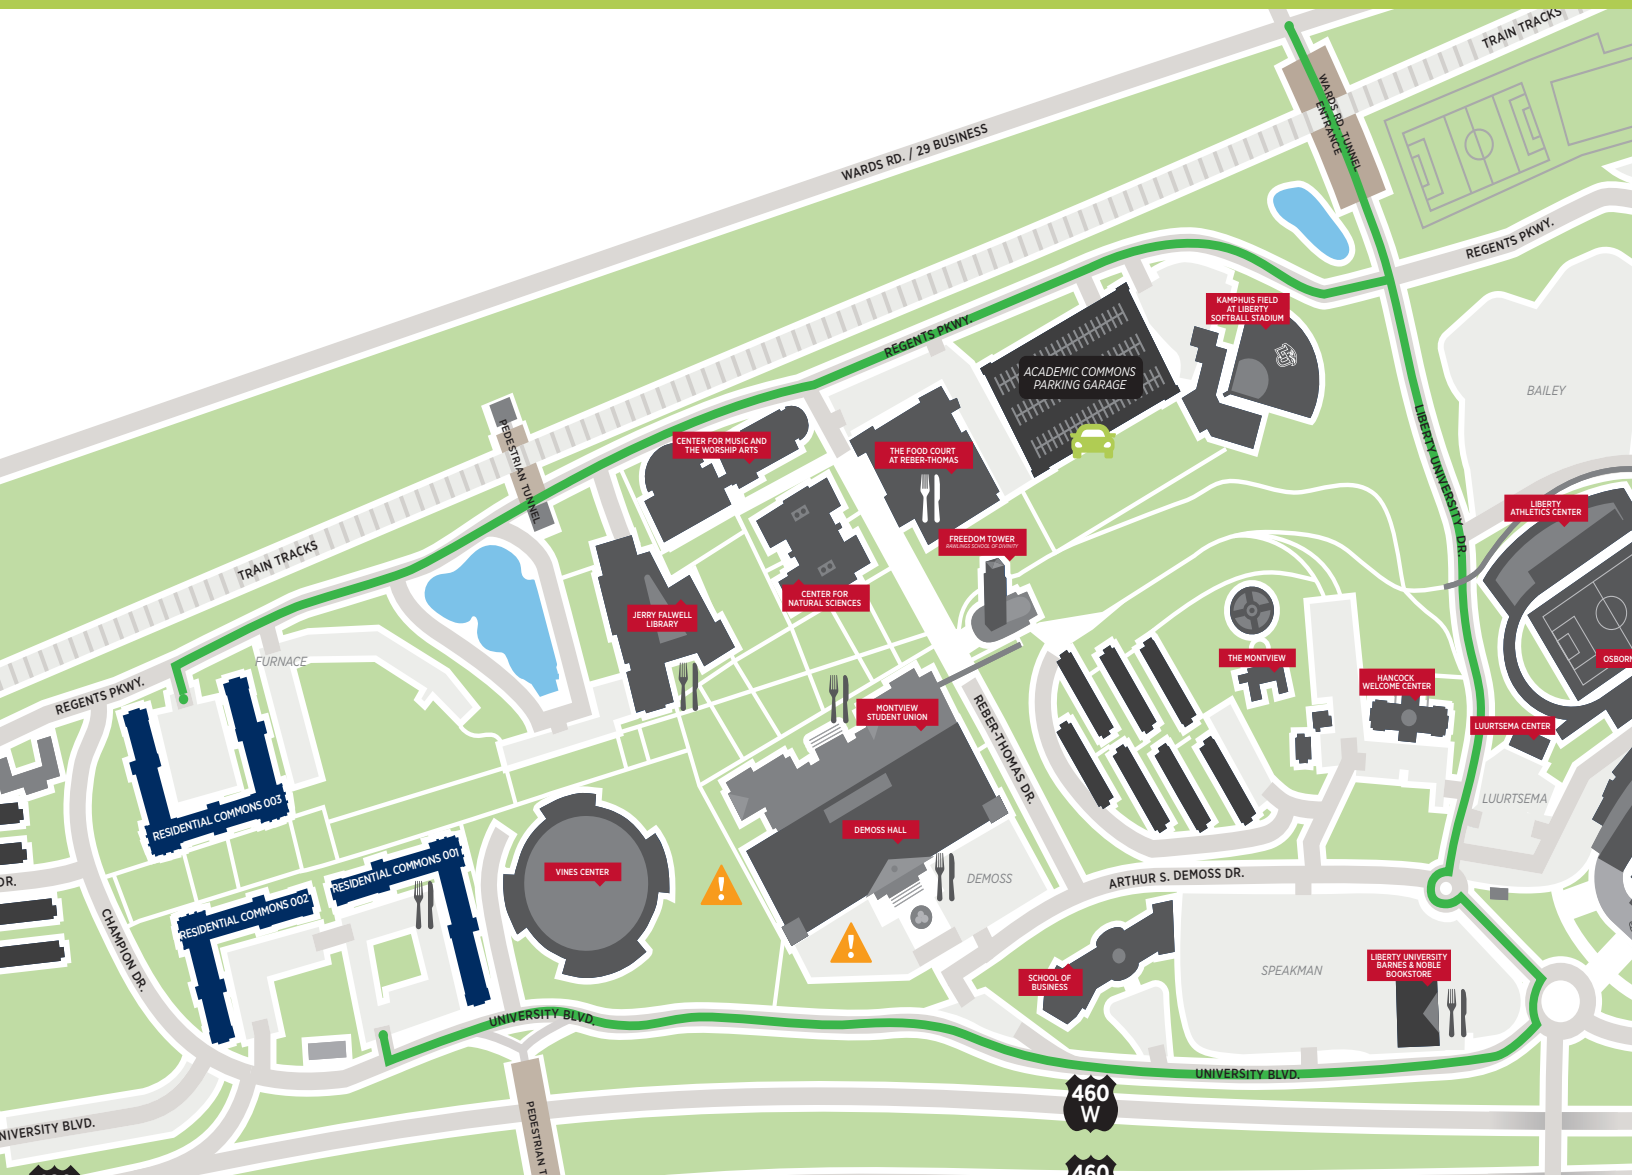 TRAIN TRACKS
WARDS RD. TUNNEL
ENTRANCE
WARDS RD. / 29 BUSINESS
REGENTS PKWY.
KAMPHUIS FIELD
AT LIBERTY
SOFTBALL STADIUM
REGENTS PKWY.
ACADEMIC COMMONS
PARKING GARAGE
BAILEY
PEDESTRIAN TUNNEL
CENTER FOR MUSIC AND
THE WORSHIP ARTS
THE FOOD COURT
AT REBER-THOMAS
LIBERTY UNIVERSITY DR.
LIBERTY
ATHLETICS CENTER
TRAIN TRACKS
FREEDOM TOWER
RAWLINGS SCHOOL OF DIVINITY
CENTER FOR
NATURAL SCIENCES
JERRY FALWELL
LIBRARY
FURNACE
THE MONTVIEW
OSBORN
HANCOCK
WELCOME CENTER
REGENTS PKWY.
MONTVIEW
STUDENT UNION
REBER-THOMAS DR.
LUURTSEMA CENTER
LUURTSEMA
RESIDENTIAL COMMONS 003
DEMOSS HALL
RESIDENTIAL COMMONS 001
VINES CENTER
DEMOSS
ARTHUR S. DEMOSS DR.
DR.
RESIDENTIAL COMMONS 002
CHAMPION DR.
SCHOOL OF
BUSINESS
SPEAKMAN
LIBERTY UNIVERSITY
BARNES & NOBLE
BOOKSTORE
UNIVERSITY BLVD.
UNIVERSITY BLVD.
460
W
NIVERSITY BLVD.
PEDESTRIAN T
460